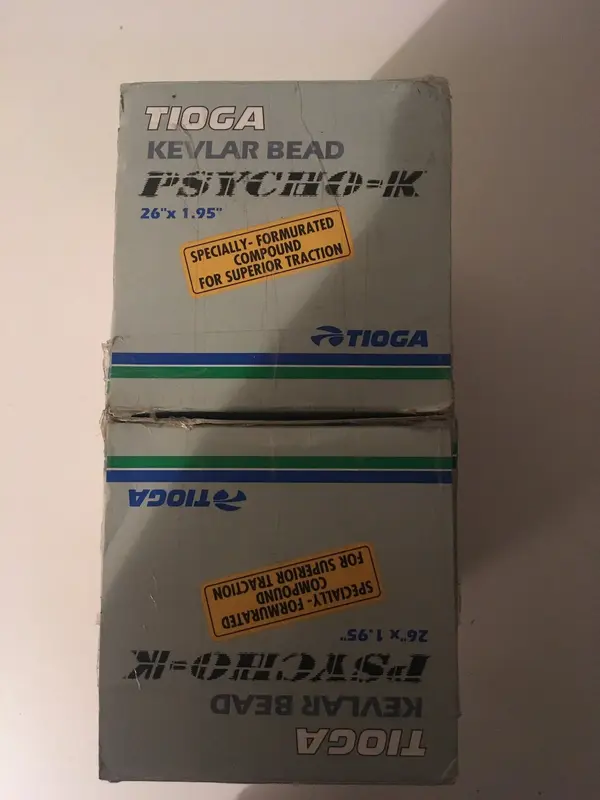 TIOGA
KEVLAR BEAD
PSYCHO-K
26"x 1.95"
SPECIALLY- FORMURATED
COMPOUND
FOR SUPERIOR TRACTION
TIOGA
TIOGA
KEVLAR BEAD
PSYCHO-K
26"x 1.95"
SPECIALLY- FORMURATED
COMPOUND
FOR SUPERIOR TRACTION
TIOGA